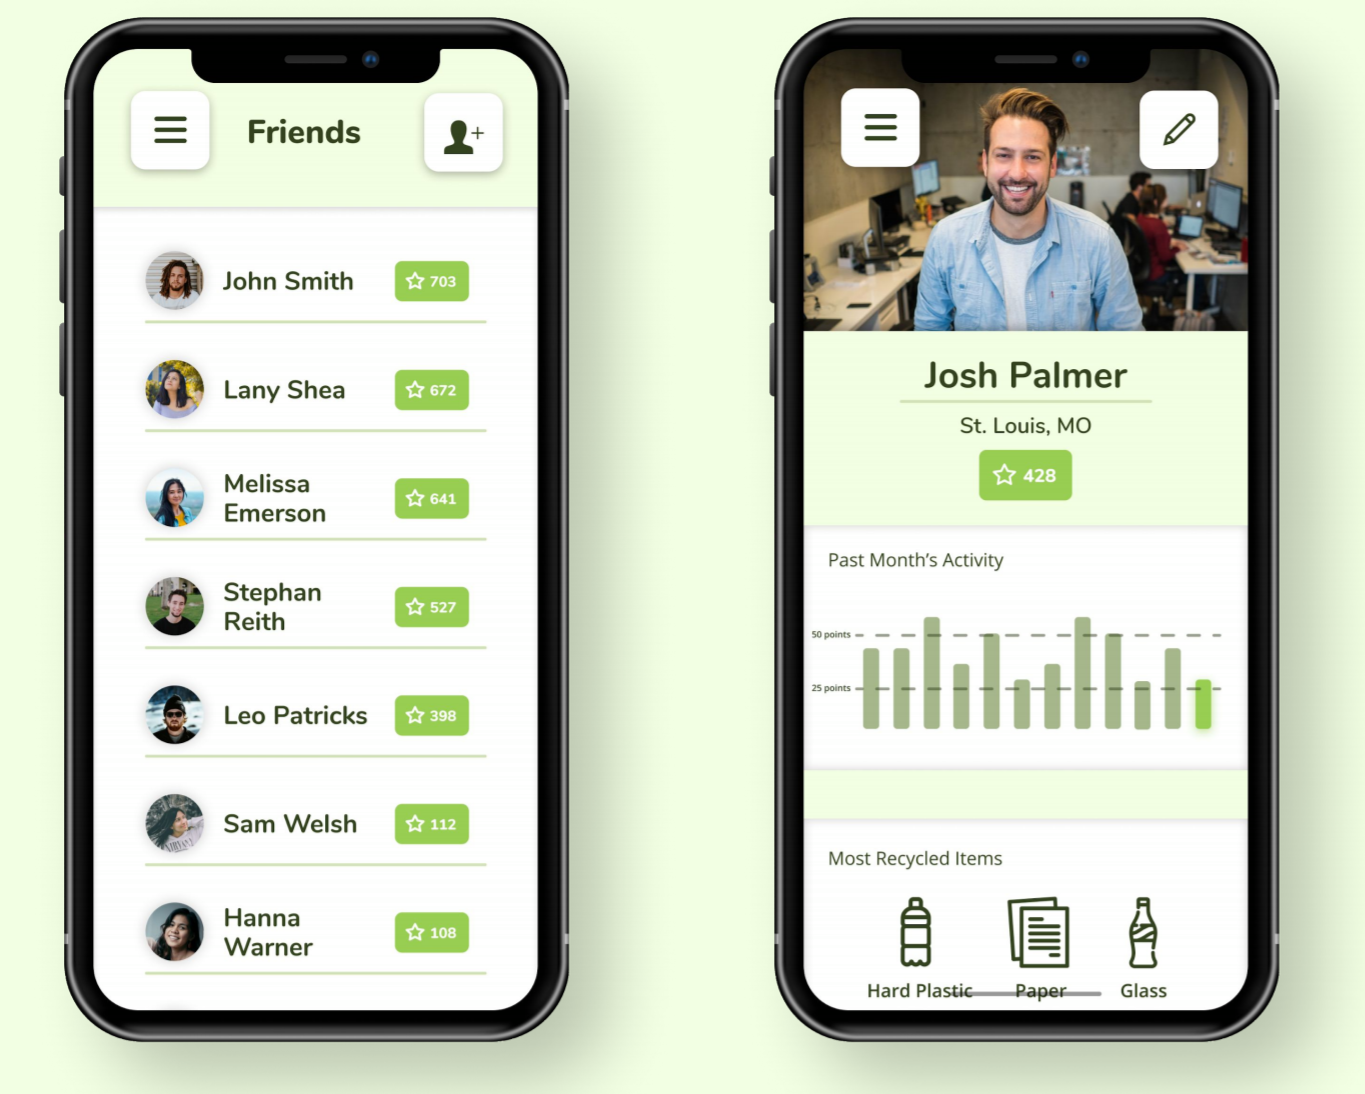 Friends
John Smith
703
Lany Shea
672
Melissa
Emerson
641
Stephan
Reith
527
Leo Patricks
398
Sam Welsh
112
Hanna
Warner
108
Josh Palmer
St. Louis, MO
428
Past Month's Activity
50 points
25 points
Most Recycled Items
Hard Plastic
Paper
Glass